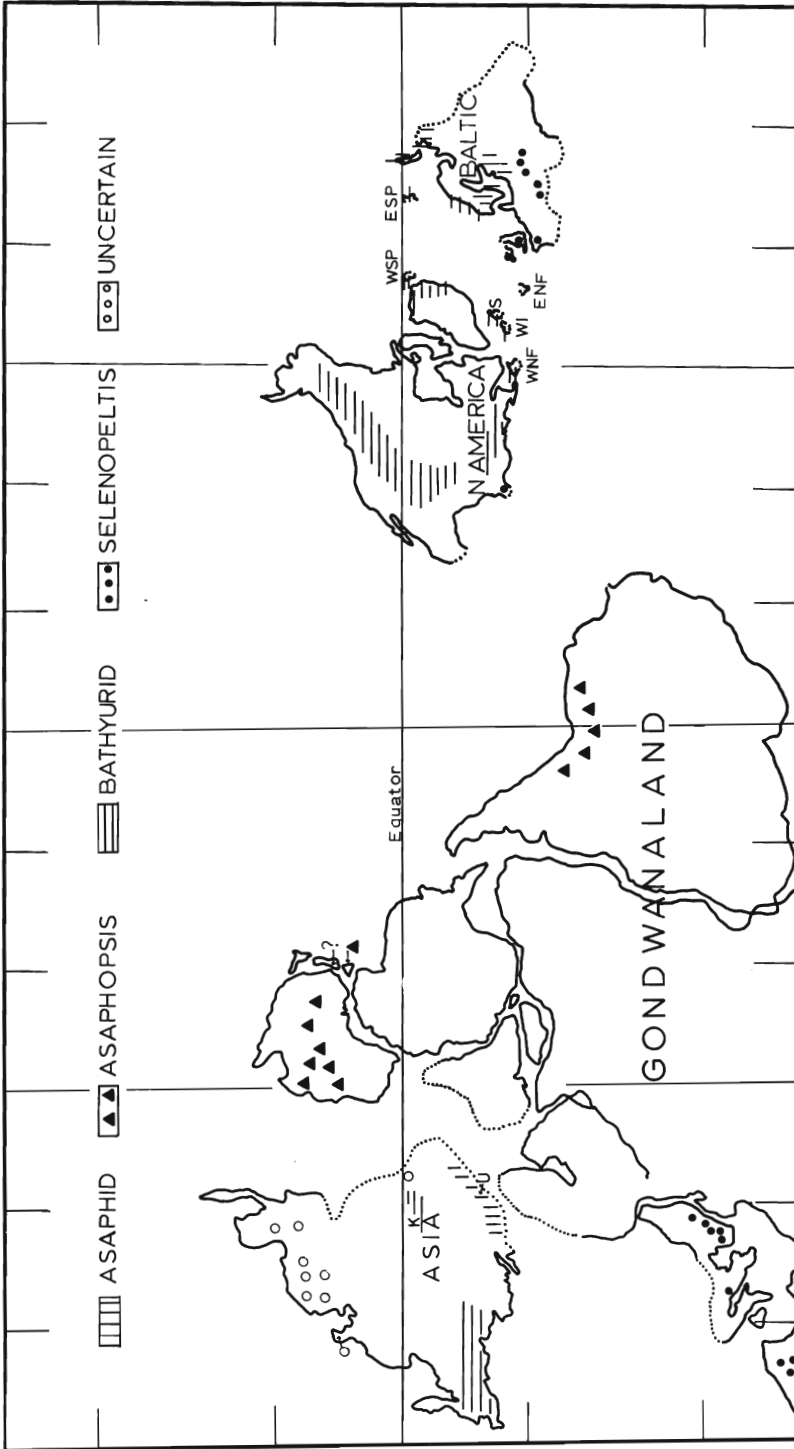 ASAPHID
ASAPHOPSIS
BATHYURID
SELENOPELTIS
UNCERTAIN
WSP
ESP
N AMERICA
BALTIC
S
WI
WNF
ENF
Equator
?
K
ASIA
U
GONDWANALAND